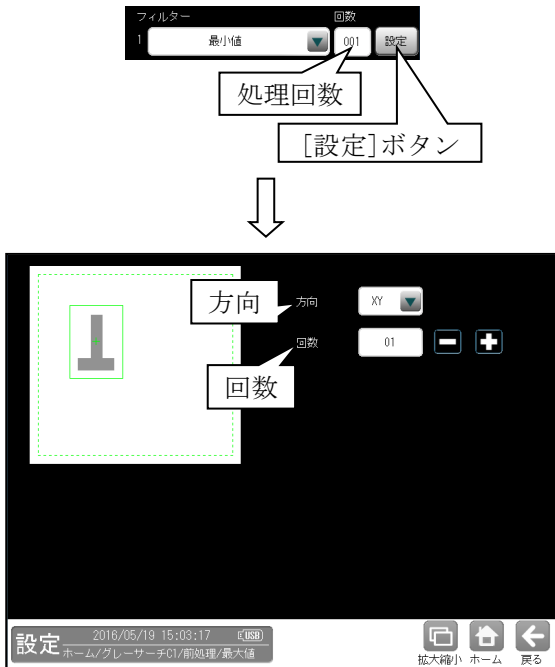 フィルター 回数
1 最小値 001 設定
処理回数
[設定]ボタン
方向 方向 XY
回数 01
回数
設定 2016/05/19 15:03:17 USB
ホーム/グレーサーチC1/前処理/最大値
拡大縮小 ホーム 戻る